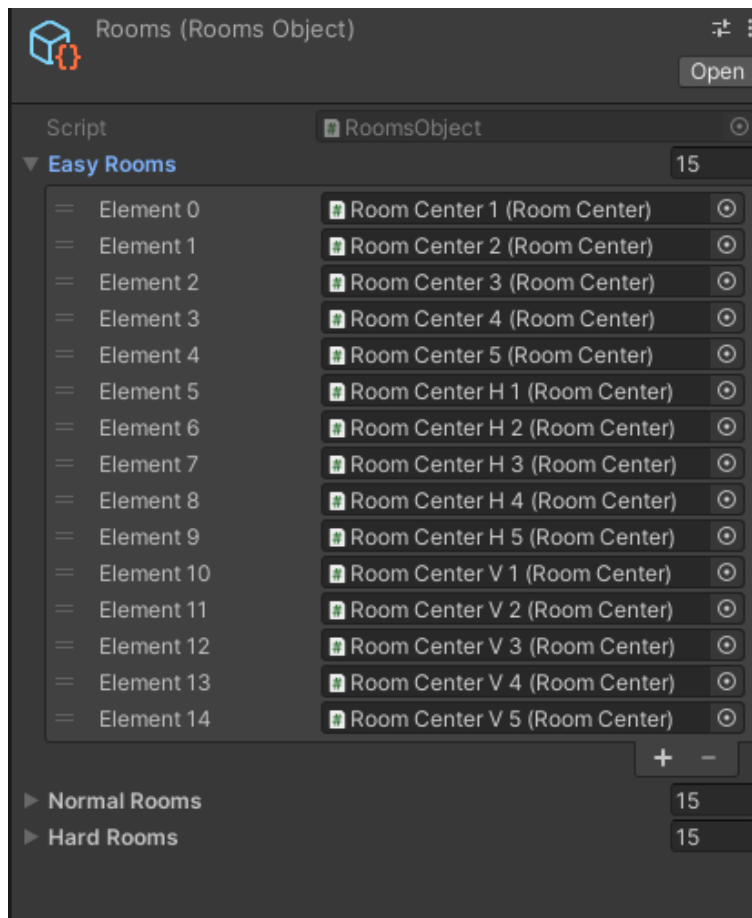 Rooms (Rooms Object)
Open
Script RoomsObject
Easy Rooms 15
Element 0 Room Center 1 (Room Center)
Element 1 Room Center 2 (Room Center)
Element 2 Room Center 3 (Room Center)
Element 3 Room Center 4 (Room Center)
Element 4 Room Center 5 (Room Center)
Element 5 Room Center H 1 (Room Center)
Element 6 Room Center H 2 (Room Center)
Element 7 Room Center H 3 (Room Center)
Element 8 Room Center H 4 (Room Center)
Element 9 Room Center H 5 (Room Center)
Element 10 Room Center V 1 (Room Center)
Element 11 Room Center V 2 (Room Center)
Element 12 Room Center V 3 (Room Center)
Element 13 Room Center V 4 (Room Center)
Element 14 Room Center V 5 (Room Center)
+ −
Normal Rooms 15
Hard Rooms 15